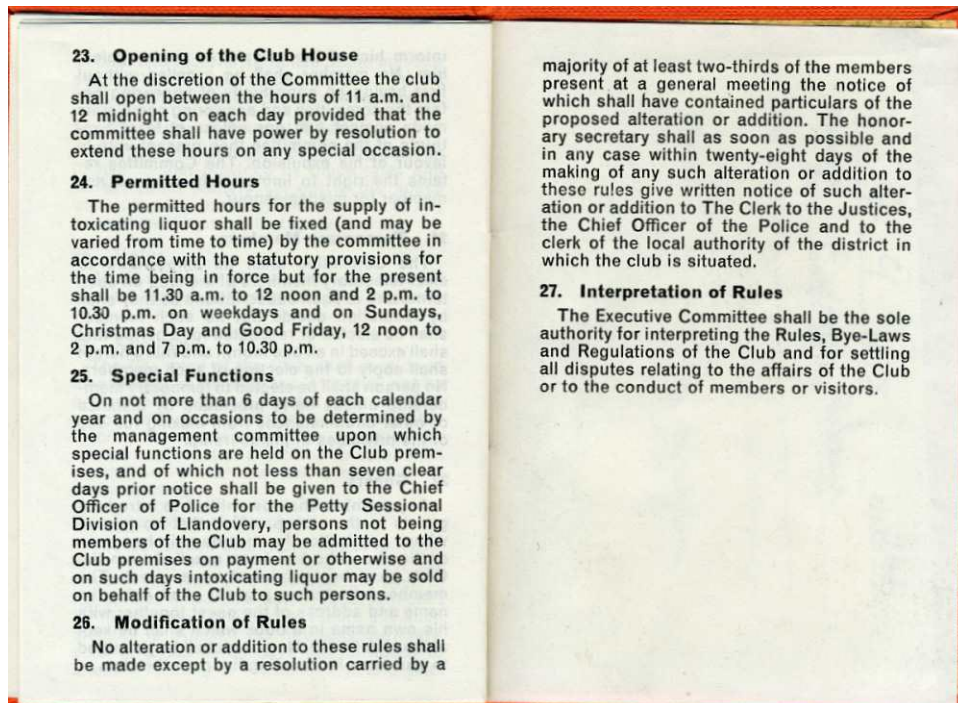 23. Opening of the Club House
At the discretion of the Committee the club
shall open between the hours of 11 a.m. and
12 midnight on each day provided that the
committee shall have power by resolution to
extend these hours on any special occasion.
24. Permitted Hours
The permitted hours for the supply of in-
toxicating liquor shall be fixed (and may be
varied from time to time) by the committee in
accordance with the statutory provisions for
the time being in force but for the present
shall be 11.30 a.m. to 12 noon and 2 p.m. to
10.30 p.m. on weekdays and on Sundays,
Christmas Day and Good Friday, 12 noon to
2 p.m. and 7 p.m. to 10.30 p.m.
25. Special Functions
On not more than 6 days of each calendar
year and on occasions to be determined by
the management committee upon which
special functions are held on the Club prem-
ises, and of which not less than seven clear
days prior notice shall be given to the Chief
Officer of Police for the Petty Sessional
Division of Llandovery, persons not being
members of the Club may be admitted to the
Club premises on payment or otherwise and
on such days intoxicating liquor may be sold
on behalf of the Club to such persons.
26. Modification of Rules
No alteration or addition to these rules shall
be made except by a resolution carried by a
majority of at least two-thirds of the members
present at a general meeting the notice of
which shall have contained particulars of the
proposed alteration or addition. The honor-
ary secretary shall as soon as possible and
in any case within twenty-eight days of the
making of any such alteration or addition to
these rules give written notice of such alter-
ation or addition to The Clerk to the Justices,
the Chief Officer of the Police and to the
clerk of the local authority of the district in
which the club is situated.
27. Interpretation of Rules
The Executive Committee shall be the sole
authority for interpreting the Rules, Bye-Laws
and Regulations of the Club and for settling
all disputes relating to the affairs of the Club
or to the conduct of members or visitors.